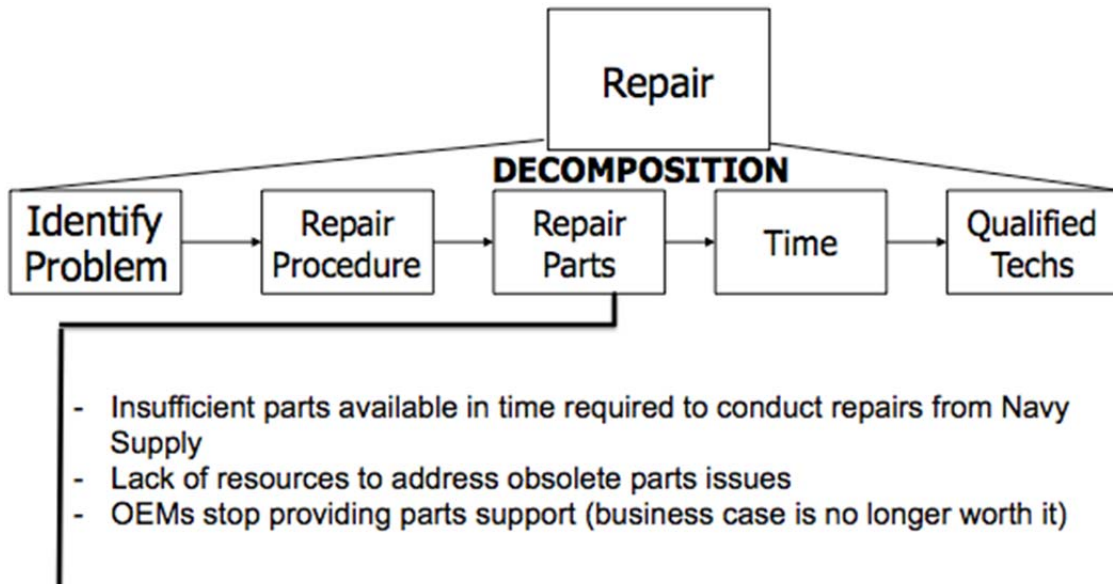 Repair
DECOMPOSITION
Identify
Problem
Repair
Procedure
Repair
Parts
Time
Qualified
Techs
- Insufficient parts available in time required to conduct repairs from Navy
Supply
- Lack of resources to address obsolete parts issues
- OEMs stop providing parts support (business case is no longer worth it)